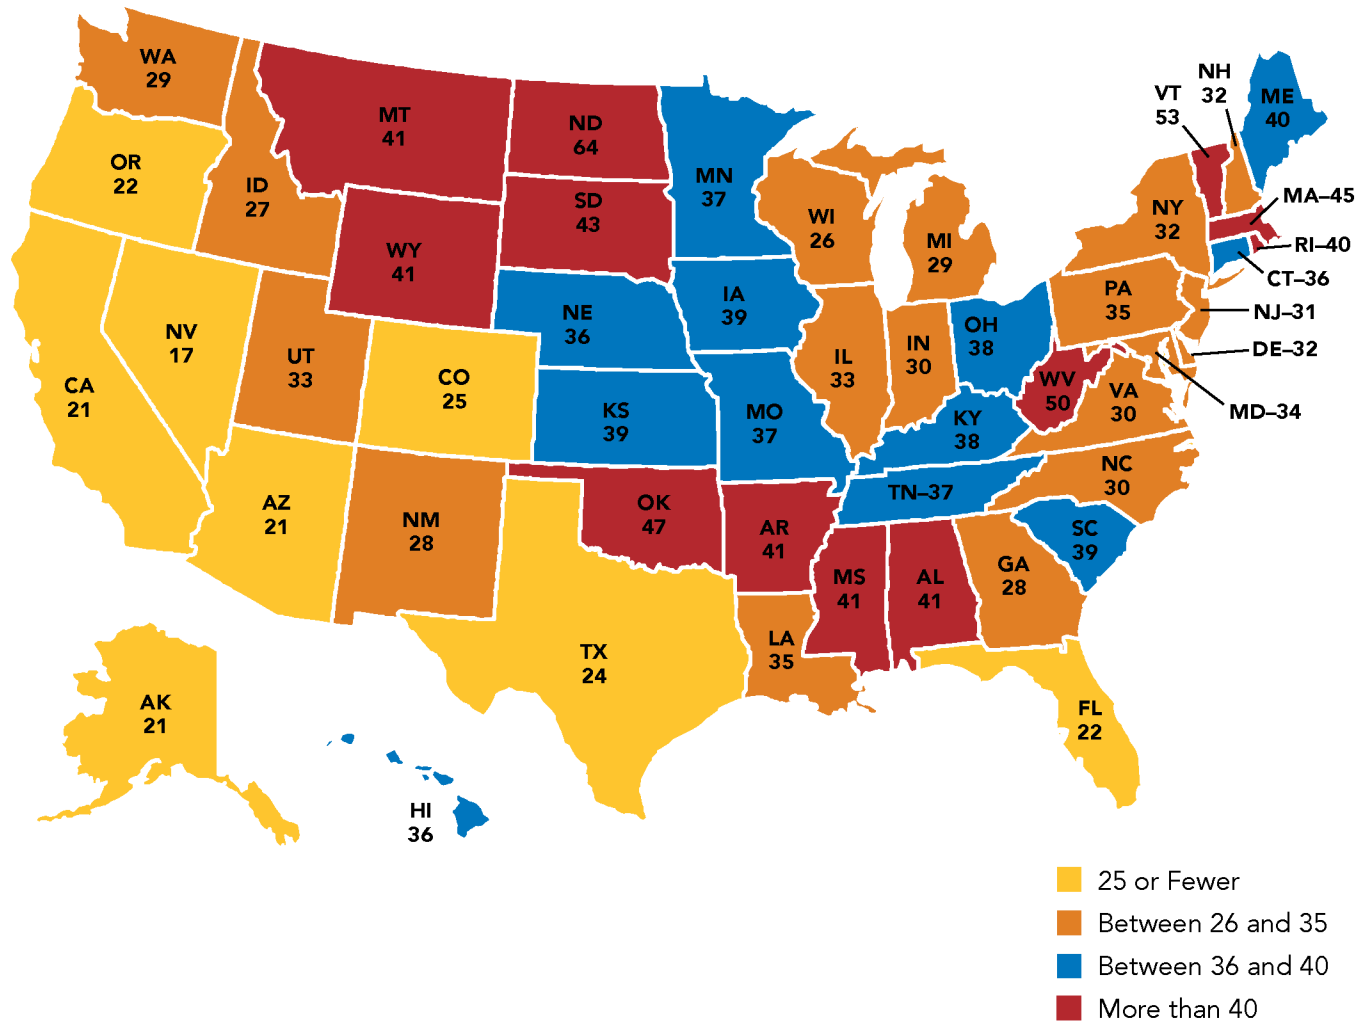 WA
29
OR
22
CA
21
NV
17
ID
27
MT
41
WY
41
UT
33
CO
25
AZ
21
NM
28
ND
64
SD
43
NE
36
KS
39
OK
47
TX
24
MN
37
IA
39
MO
37
AR
41
LA
35
WI
26
IL
33
MI
29
IN
30
OH
38
KY
38
TN–37
MS
41
AL
41
GA
28
FL
22
SC
39
NC
30
VA
30
WV
50
PA
35
NY
32
VT
53
NH
32
ME
40
MA–45
RI–40
CT–36
NJ–31
DE–32
MD–34
AK
21
HI
36
25 or Fewer
Between 26 and 35
Between 36 and 40
More than 40